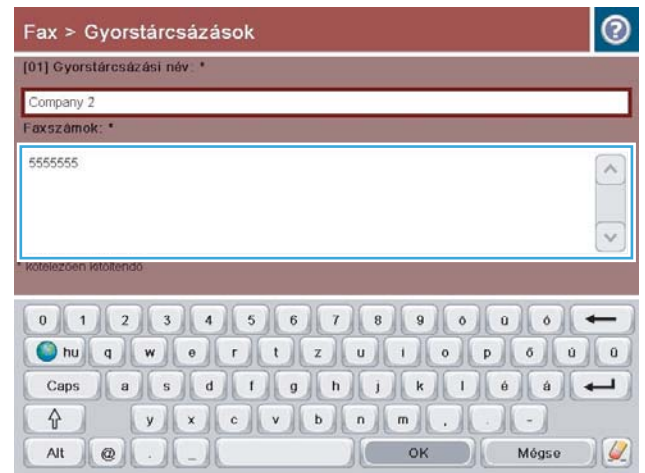 Fax > Gyorstárcsázások
[01] Gyorstárcsázási név: *
Company 2
Faxszámok: *
5555555
* kötelezően kitöltendő
0 1 2 3 4 5 6 7 8 9 ö ü ó
hu q w e r t z u i o p ő ú ű
Caps a s d f g h j k l é á
y x c v b n m , . -
Alt @ . _ OK Mégse